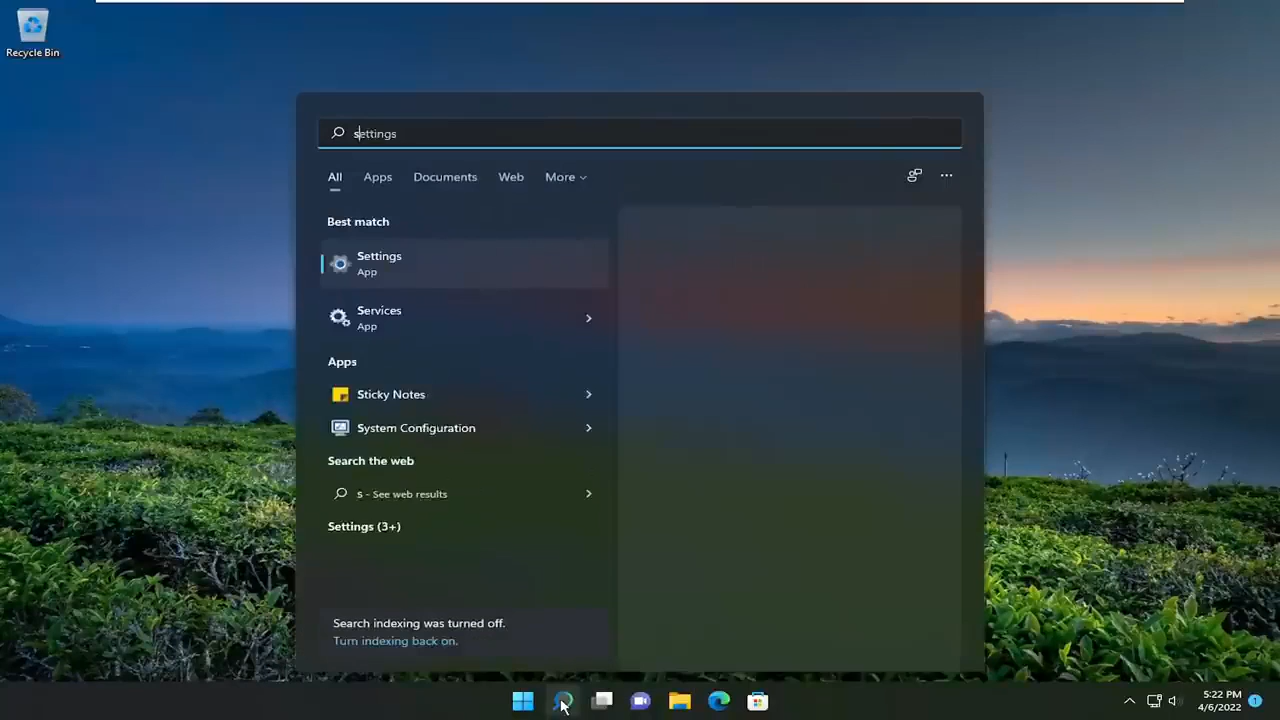 Recycle Bin
settings
All Apps Documents Web More
Best match
Settings
App
Services
App
Apps
Sticky Notes
System Configuration
Search the web
s - See web results
Settings (3+)
Search indexing was turned off.
Turn indexing back on.
5:22 PM
4/6/2022
1